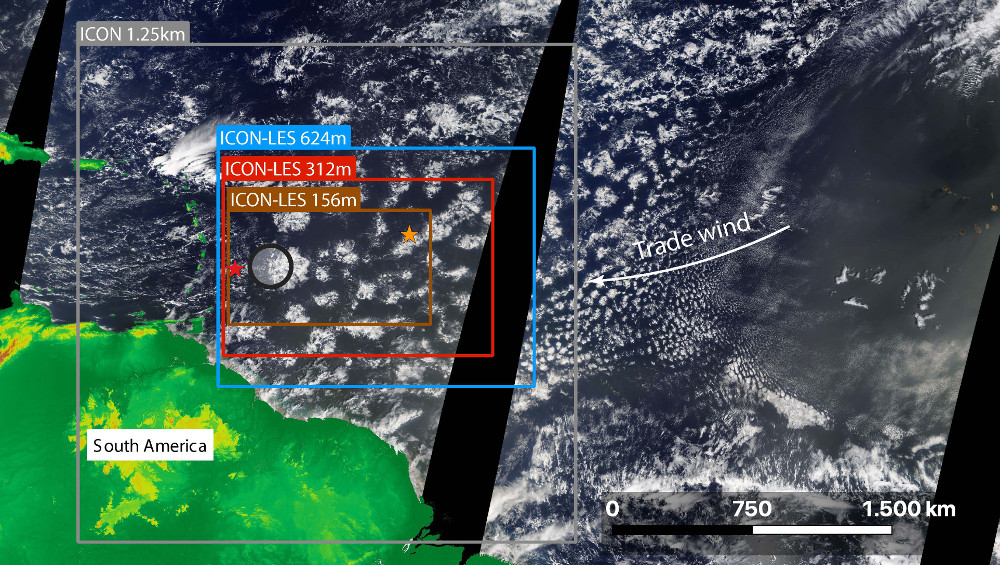 ICON 1.25km
ICON-LES 624m
ICON-LES 312m
ICON-LES 156m
Trade wind
South America
0 750 1.500 km